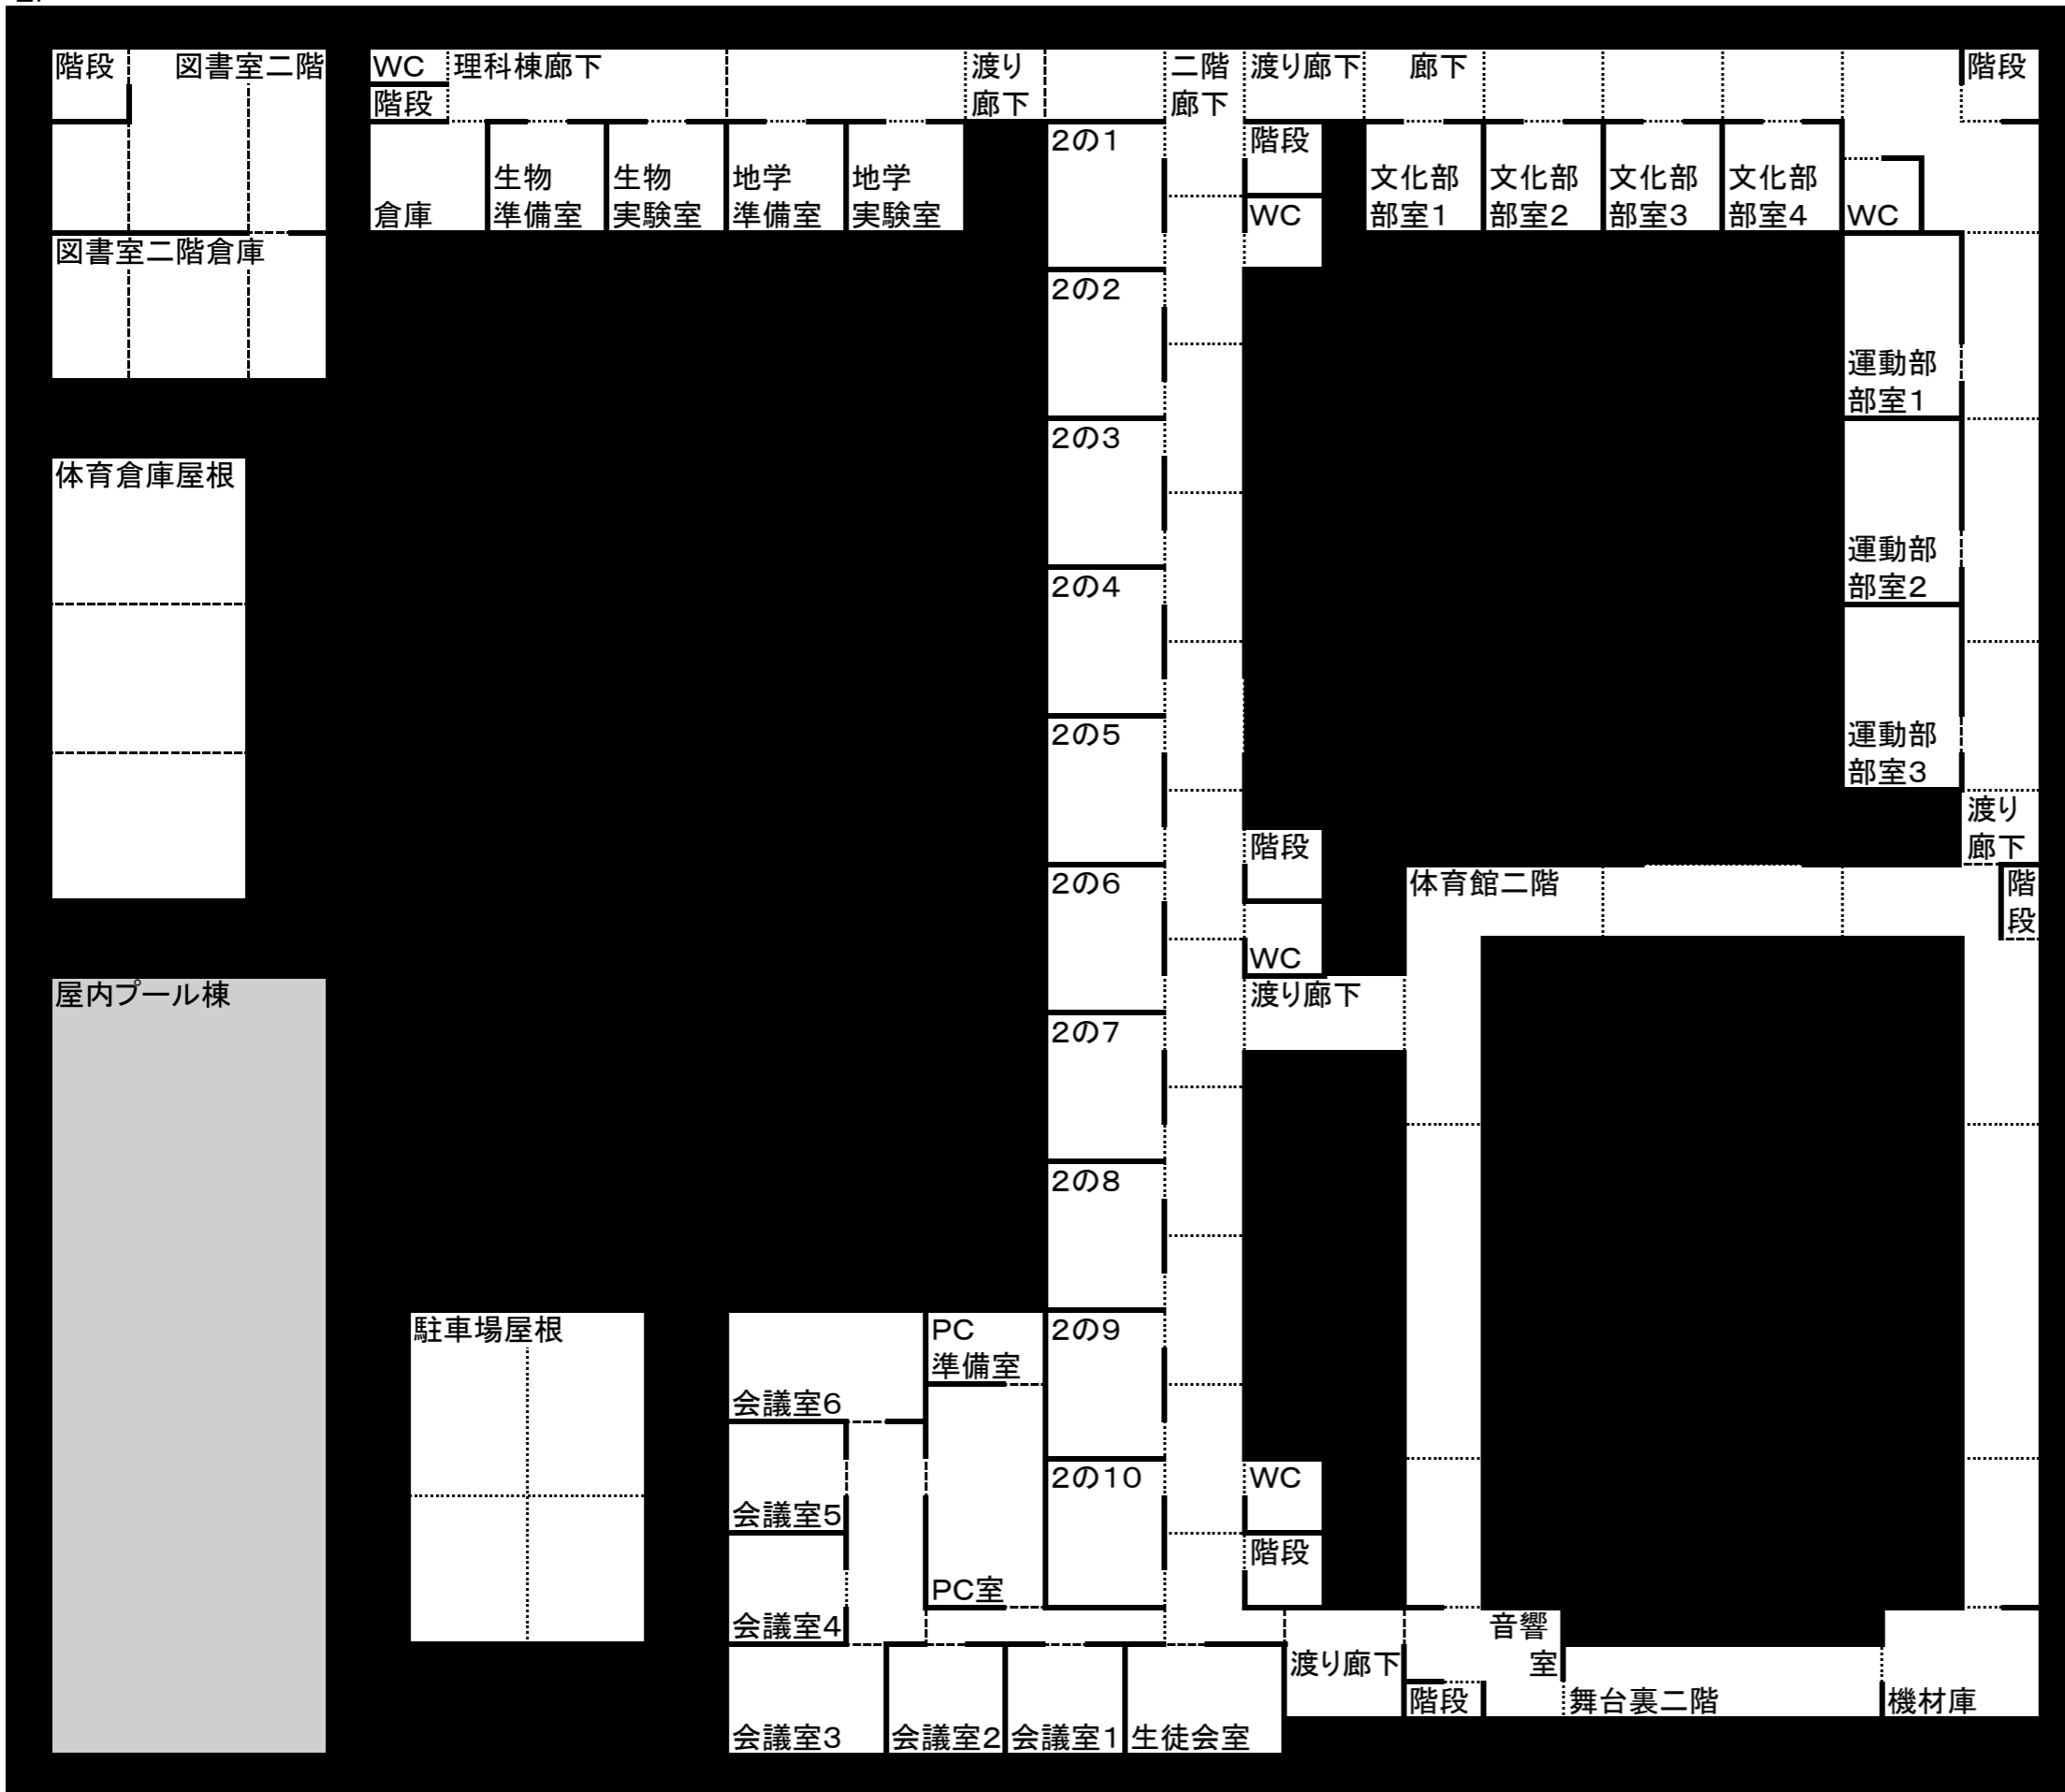 階段
図書室二階
WC
理科棟廊下
渡り
廊下
二階
廊下
渡り廊下
廊下
階段
階段
2の1
階段
生物
準備室
生物
実験室
地学
準備室
地学
実験室
文化部
部室1
文化部
部室2
文化部
部室3
文化部
部室4
倉庫
WC
WC
図書室二階倉庫
2の2
運動部
部室1
2の3
体育倉庫屋根
運動部
部室2
2の4
2の5
運動部
部室3
渡り
廊下
階段
2の6
体育館二階
階
段
WC
屋内プール棟
渡り廊下
2の7
2の8
駐車場屋根
PC
準備室
2の9
会議室6
2の10
WC
会議室5
階段
PC室
会議室4
音響
室
渡り廊下
階段
舞台裏二階
機材庫
会議室3
会議室2
会議室1
生徒会室